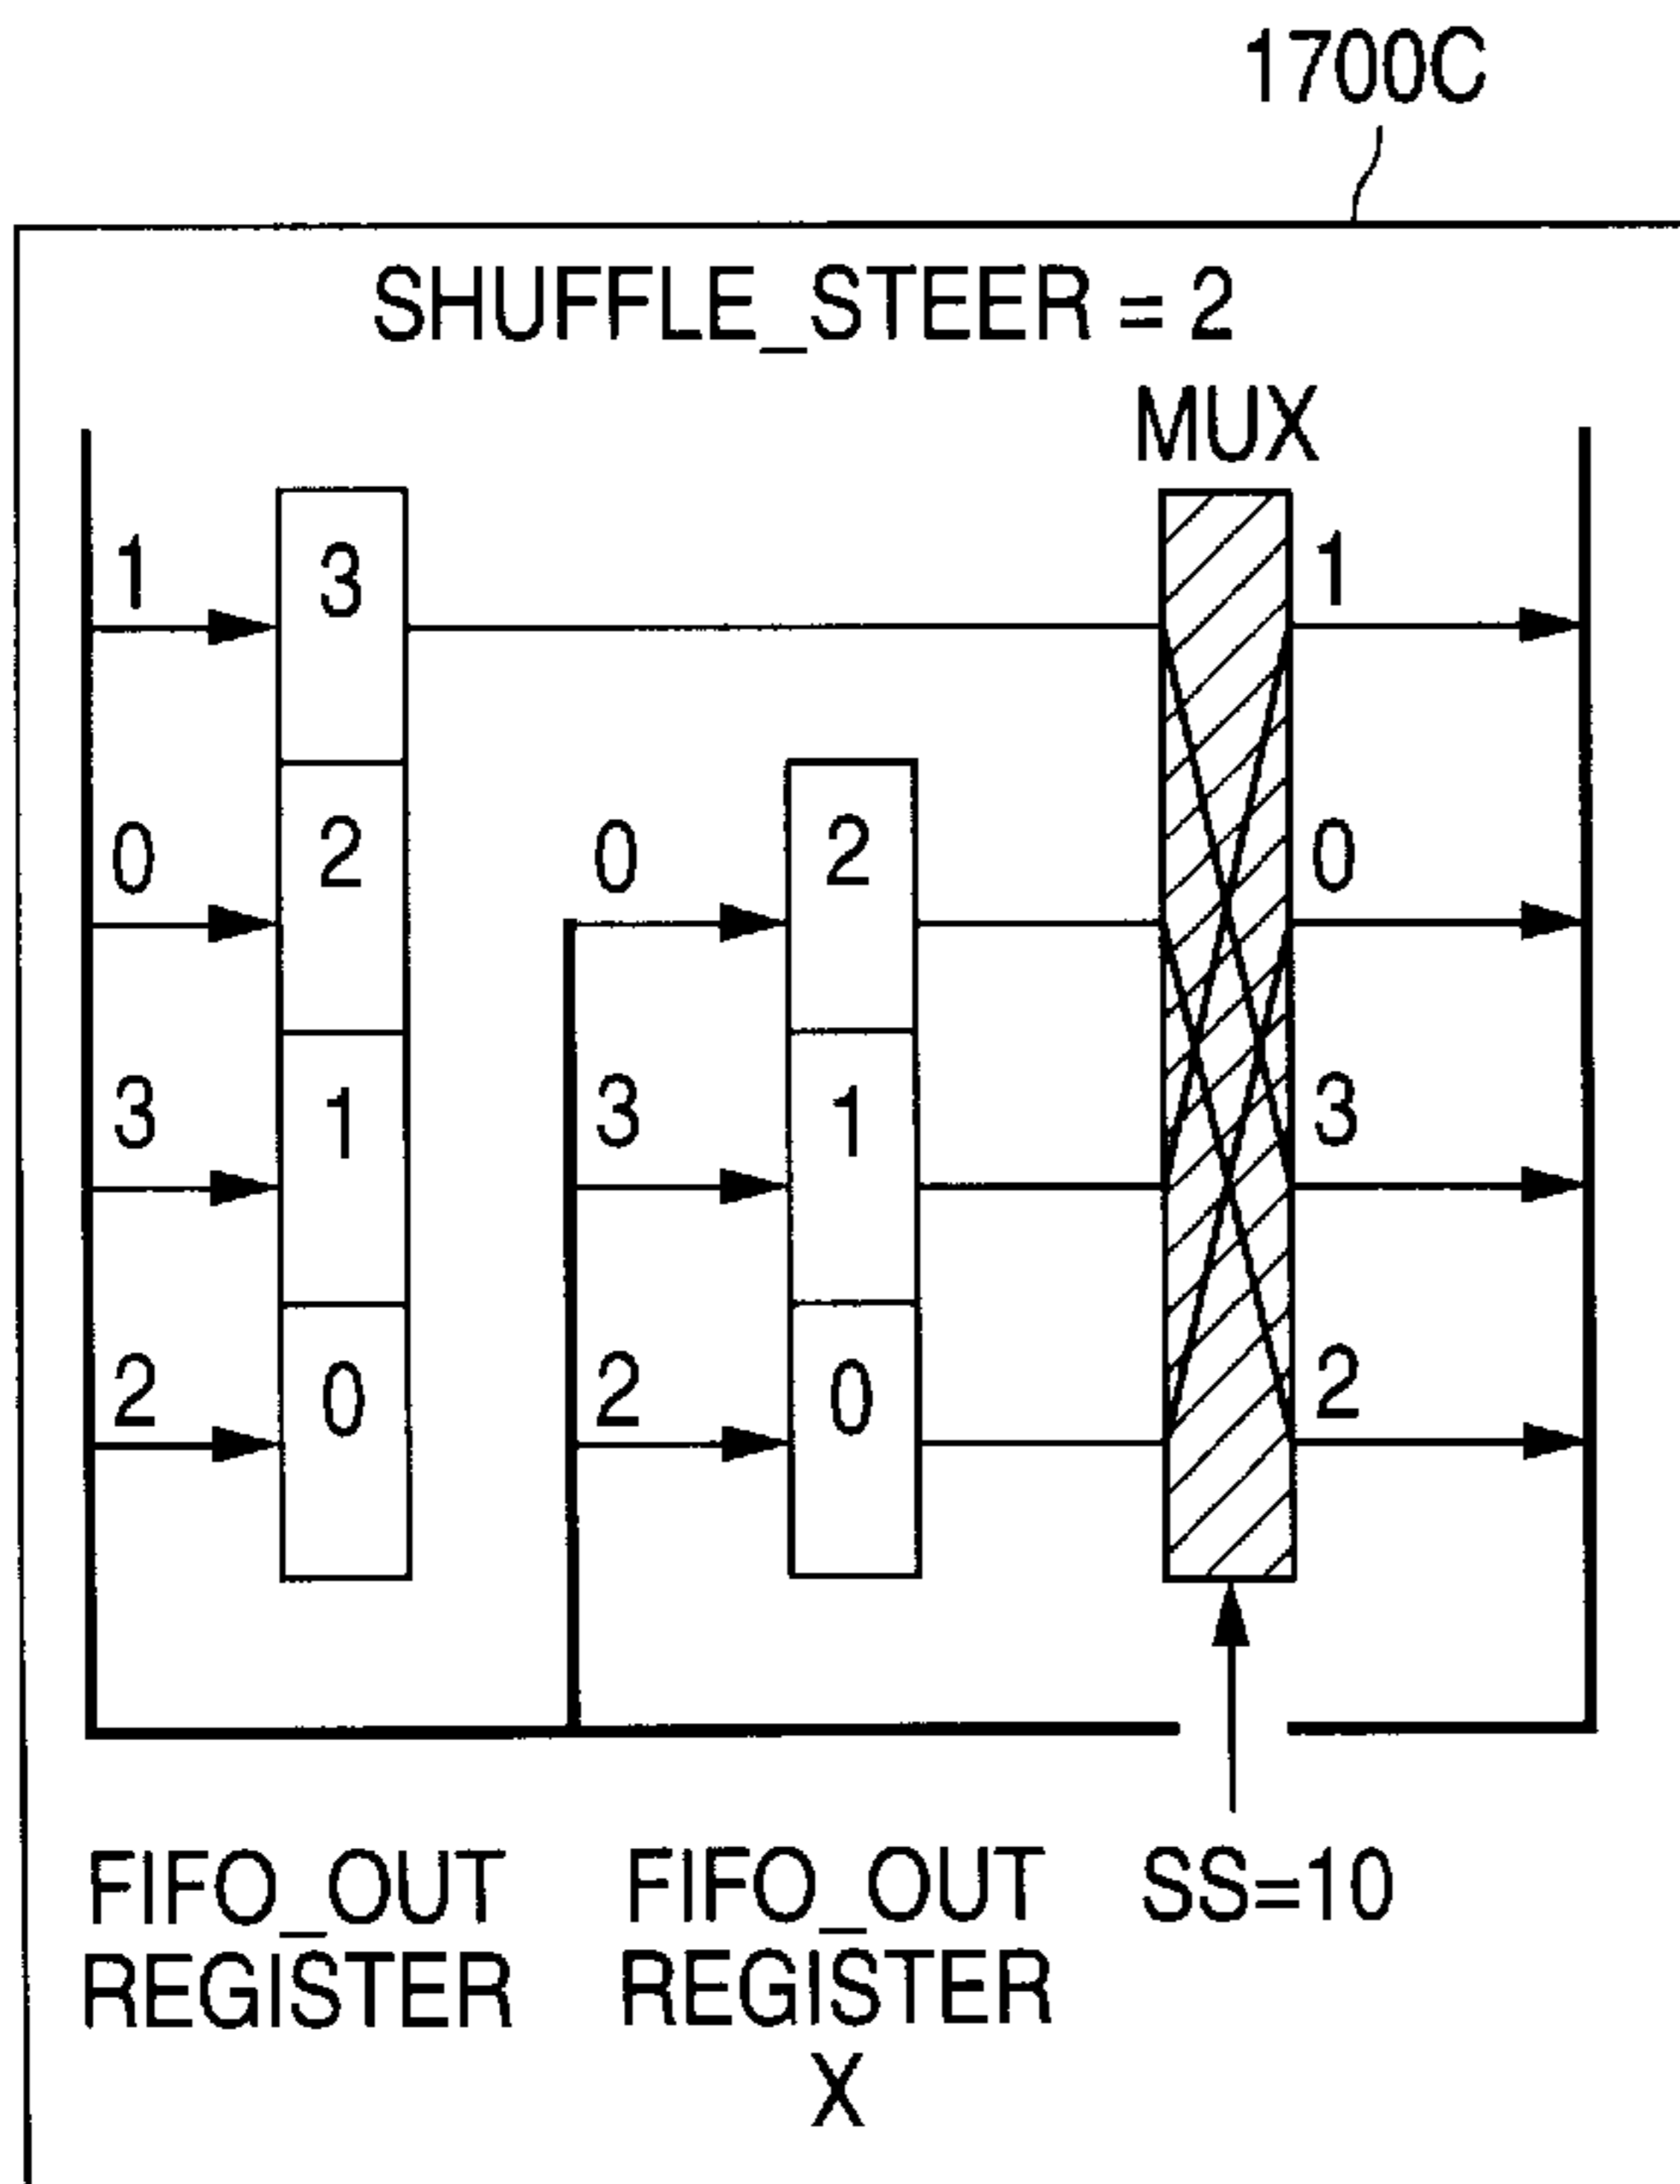 1700C
SHUFFLE_STEER = 2
MUX
1 3 1
0 2 0 2 0
3 1 3 1 3
2 0 2 0 2
FIFO_OUT REGISTER
FIFO_OUT REGISTER X
SS=10